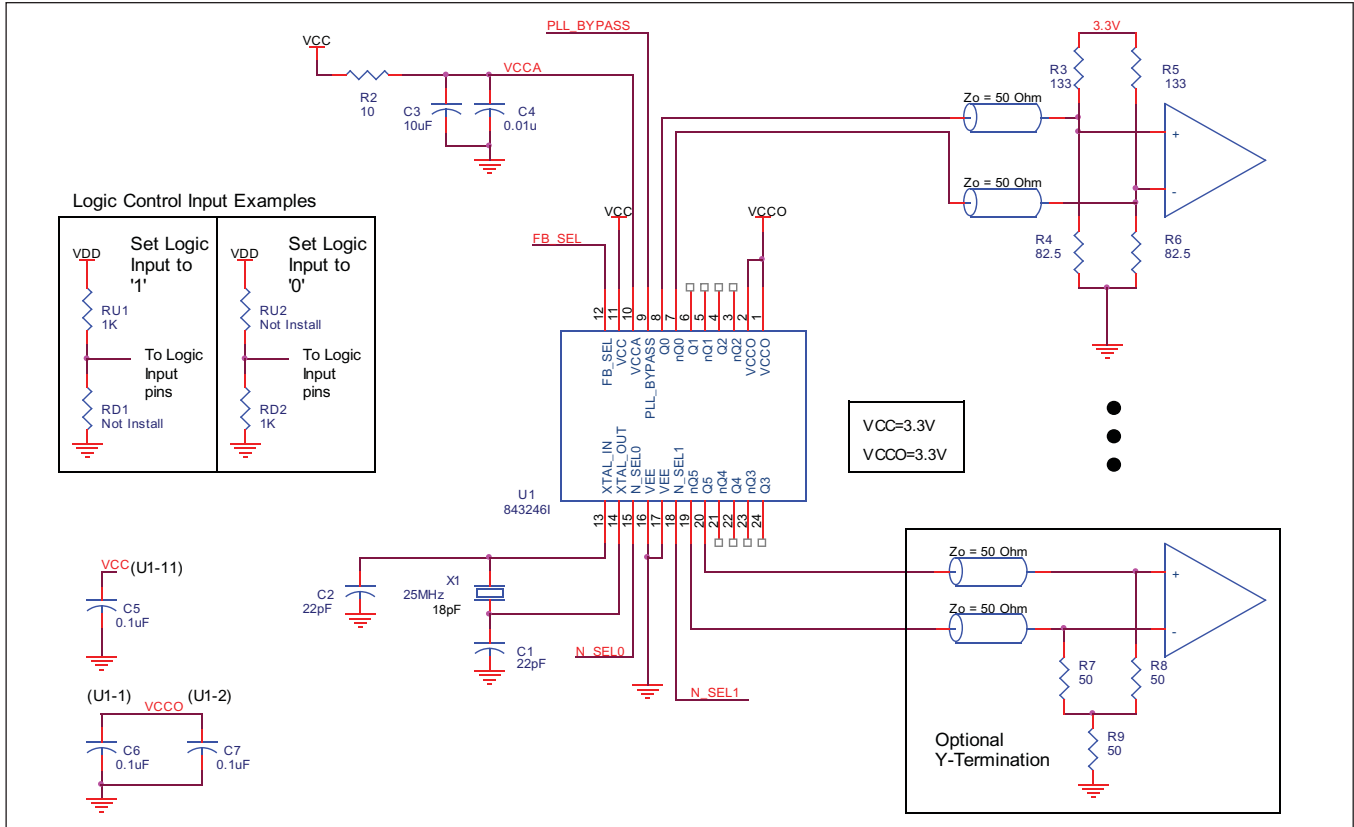 PLL_BYPASS
VCC
R2
10
VCCA
C3
10uF
C4
0.01u
3.3V
R3
133
R5
133
Zo = 50 Ohm
+
Zo = 50 Ohm
-
R4
82.5
R6
82.5
Logic Control Input Examples
VDD
Set Logic
Input to
'1'
RU1
1K
To Logic
Input
pins
RD1
Not Install
VDD
Set Logic
Input to
'0'
RU2
Not Install
To Logic
Input
pins
RD2
1K
FB_SEL
VCC
VCCO
12 11 10 9 8 7 6 5 4 3 2 1
FB_SEL
VCC
VCCA
PLL_BYPASS
Q0
nQ0
Q1
nQ1
Q2
nQ2
VCCO
VCCO
XTAL_IN
XTAL_OUT
N_SEL0
VEE
VEE
N_SEL1
nQ5
Q5
nQ4
Q4
nQ3
Q3
13 14 15 16 17 18 19 20 21 22 23 24
U1
843246I
VCC=3.3V
VCCO=3.3V
C2
22pF
X1
25MHz
18pF
C1
22pF
N_SEL0
N_SEL1
VCC (U1-11)
C5
0.1uF
(U1-1) (U1-2)
VCCO
C6
0.1uF
C7
0.1uF
Zo = 50 Ohm
+
Zo = 50 Ohm
-
R7
50
R8
50
R9
50
Optional
Y-Termination